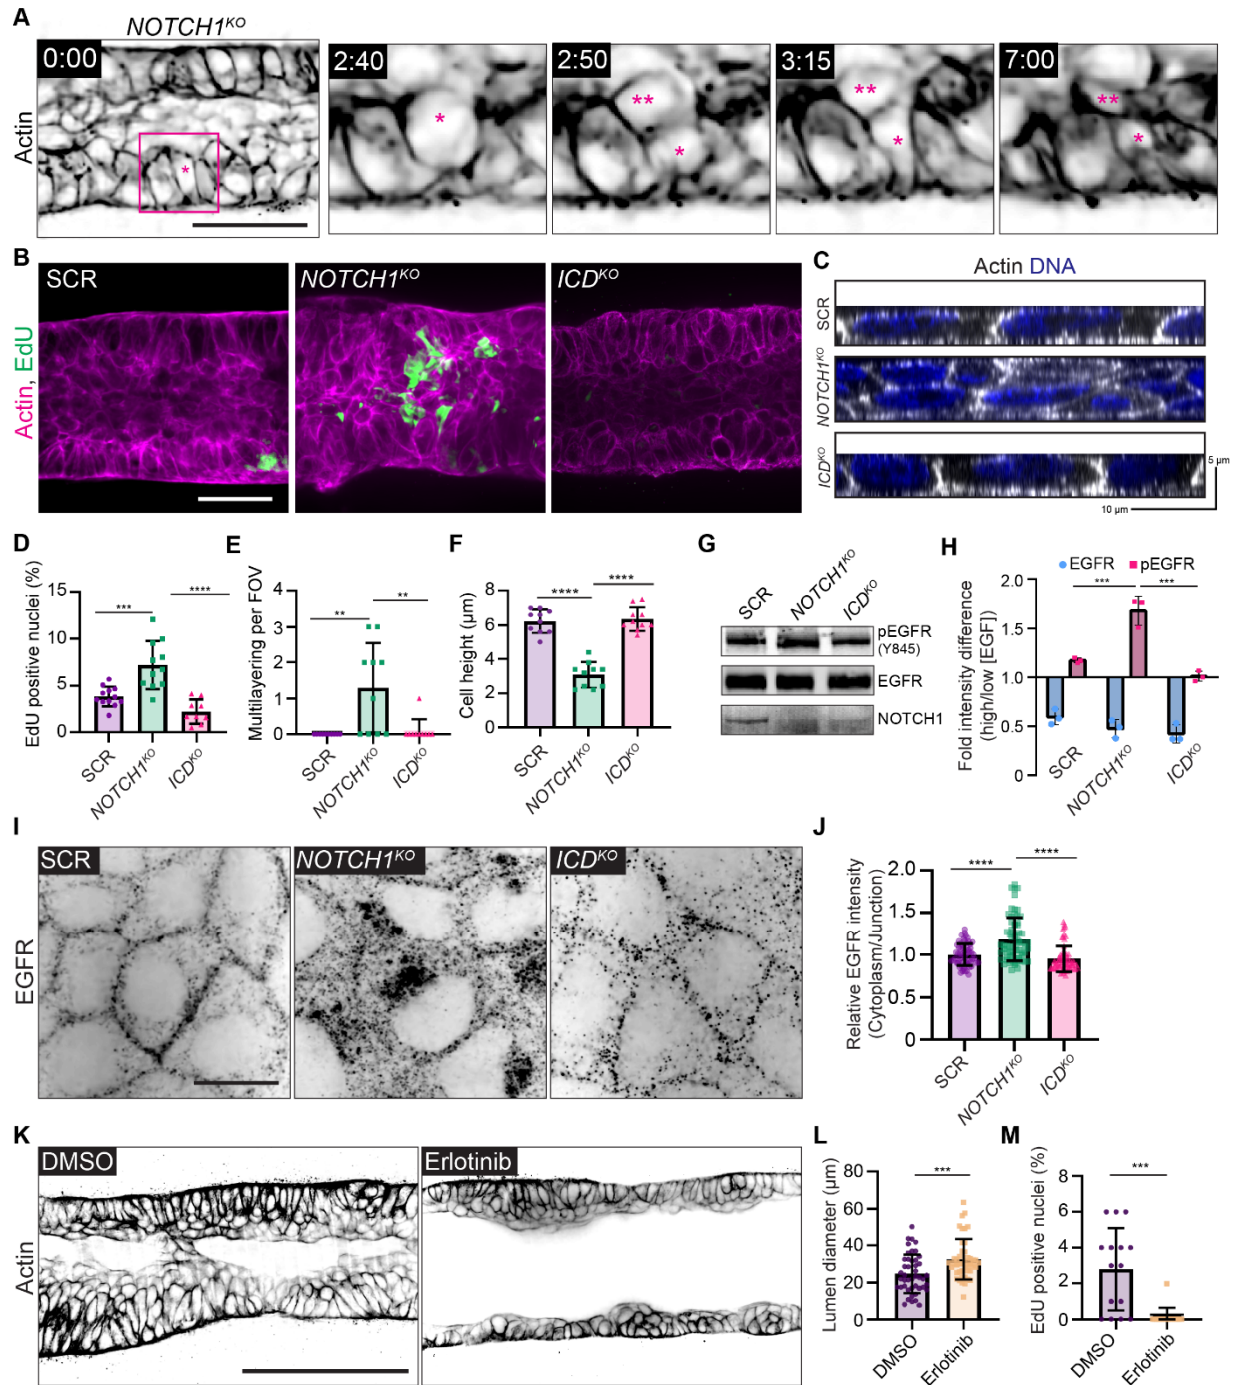 A
NOTCH1KO
Actin
0:00
*
2:40
*
2:50
**
*
3:15
**
*
7:00
**
*
B
Actin, EdU
SCR
NOTCH1KO
ICDKO
C
Actin DNA
SCR
NOTCH1KO
ICDKO
5 µm
10 µm
D
EdU positive nuclei (%)
15
10
5
0
***
****
SCR
NOTCH1KO
ICDKO
E
Multilayering per FOV
4
3
2
1
0
**
**
SCR
NOTCH1KO
ICDKO
F
Cell height (µm)
10
8
6
4
2
0
****
****
SCR
NOTCH1KO
ICDKO
G
SCR
NOTCH1KO
ICDKO
pEGFR
(Y845)
EGFR
NOTCH1
H
EGFR
pEGFR
Fold intensity difference
(high/low [EGF])
2.0
1.5
1.0
0.5
0
***
***
SCR
NOTCH1KO
ICDKO
I
EGFR
SCR
NOTCH1KO
ICDKO
J
Relative EGFR intensity
(Cytoplasm/Junction)
2.0
1.5
1.0
0.5
0
****
****
SCR
NOTCH1KO
ICDKO
K
Actin
DMSO
Erlotinib
L
Lumen diameter (µm)
80
60
40
20
0
***
DMSO
Erlotinib
M
EdU positive nuclei (%)
8
6
4
2
0
***
DMSO
Erlotinib